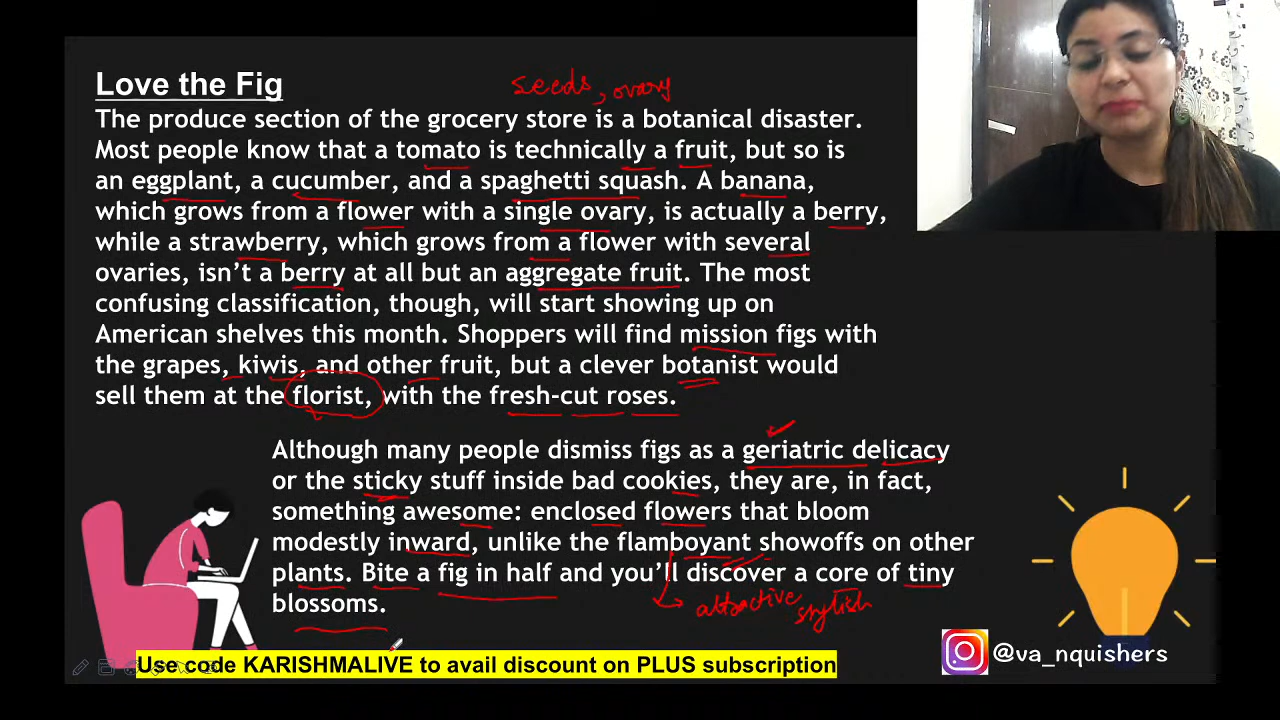 Love the Fig
seeds, ovary
The produce section of the grocery store is a botanical disaster.
Most people know that a tomato is technically a fruit, but so is
an eggplant, a cucumber, and a spaghetti squash. A banana,
which grows from a flower with a single ovary, is actually a berry,
while a strawberry, which grows from a flower with several
ovaries, isn't a berry at all but an aggregate fruit. The most
confusing classification, though, will start showing up on
American shelves this month. Shoppers will find mission figs with
the grapes, kiwis, and other fruit, but a clever botanist would
sell them at the florist, with the fresh-cut roses.
Although many people dismiss figs as a geriatric delicacy
or the sticky stuff inside bad cookies, they are, in fact,
something awesome: enclosed flowers that bloom
modestly inward, unlike the flamboyant showoffs on other
plants. Bite a fig in half and you'll discover a core of tiny
blossoms.
attractive stylish
Use code KARISHMALIVE to avail discount on PLUS subscription
@va_nquishers